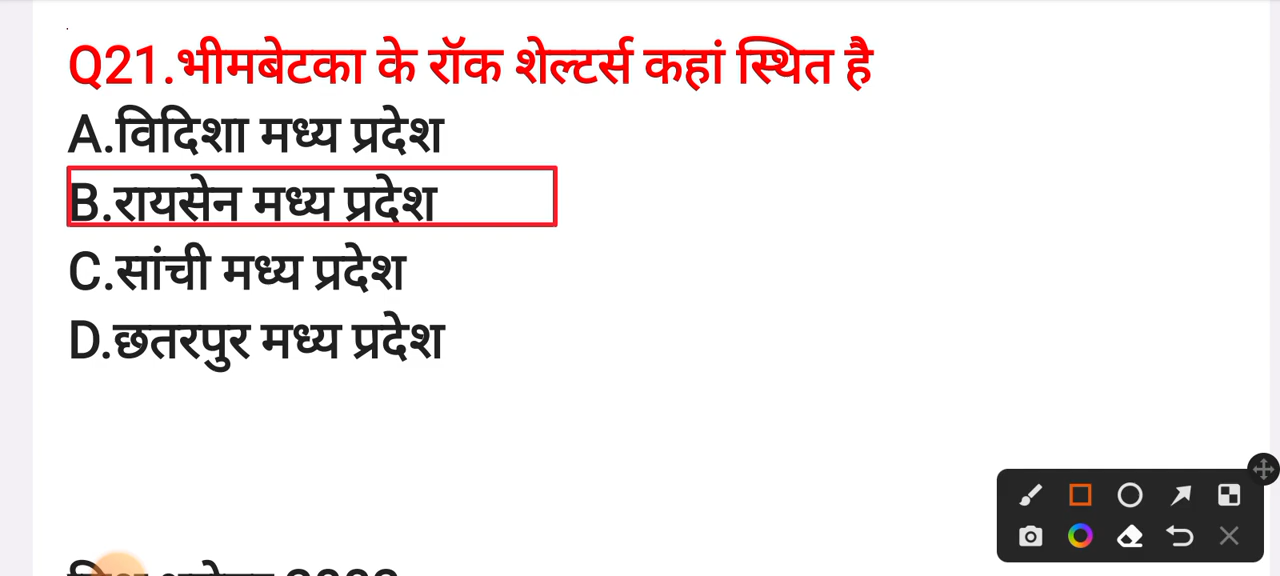 Q21.भीमबेटका के रॉक शेल्टर्स कहां स्थित है
A.विदिशा मध्य प्रदेश
B.रायसेन मध्य प्रदेश
C.सांची मध्य प्रदेश
D.छतरपुर मध्य प्रदेश